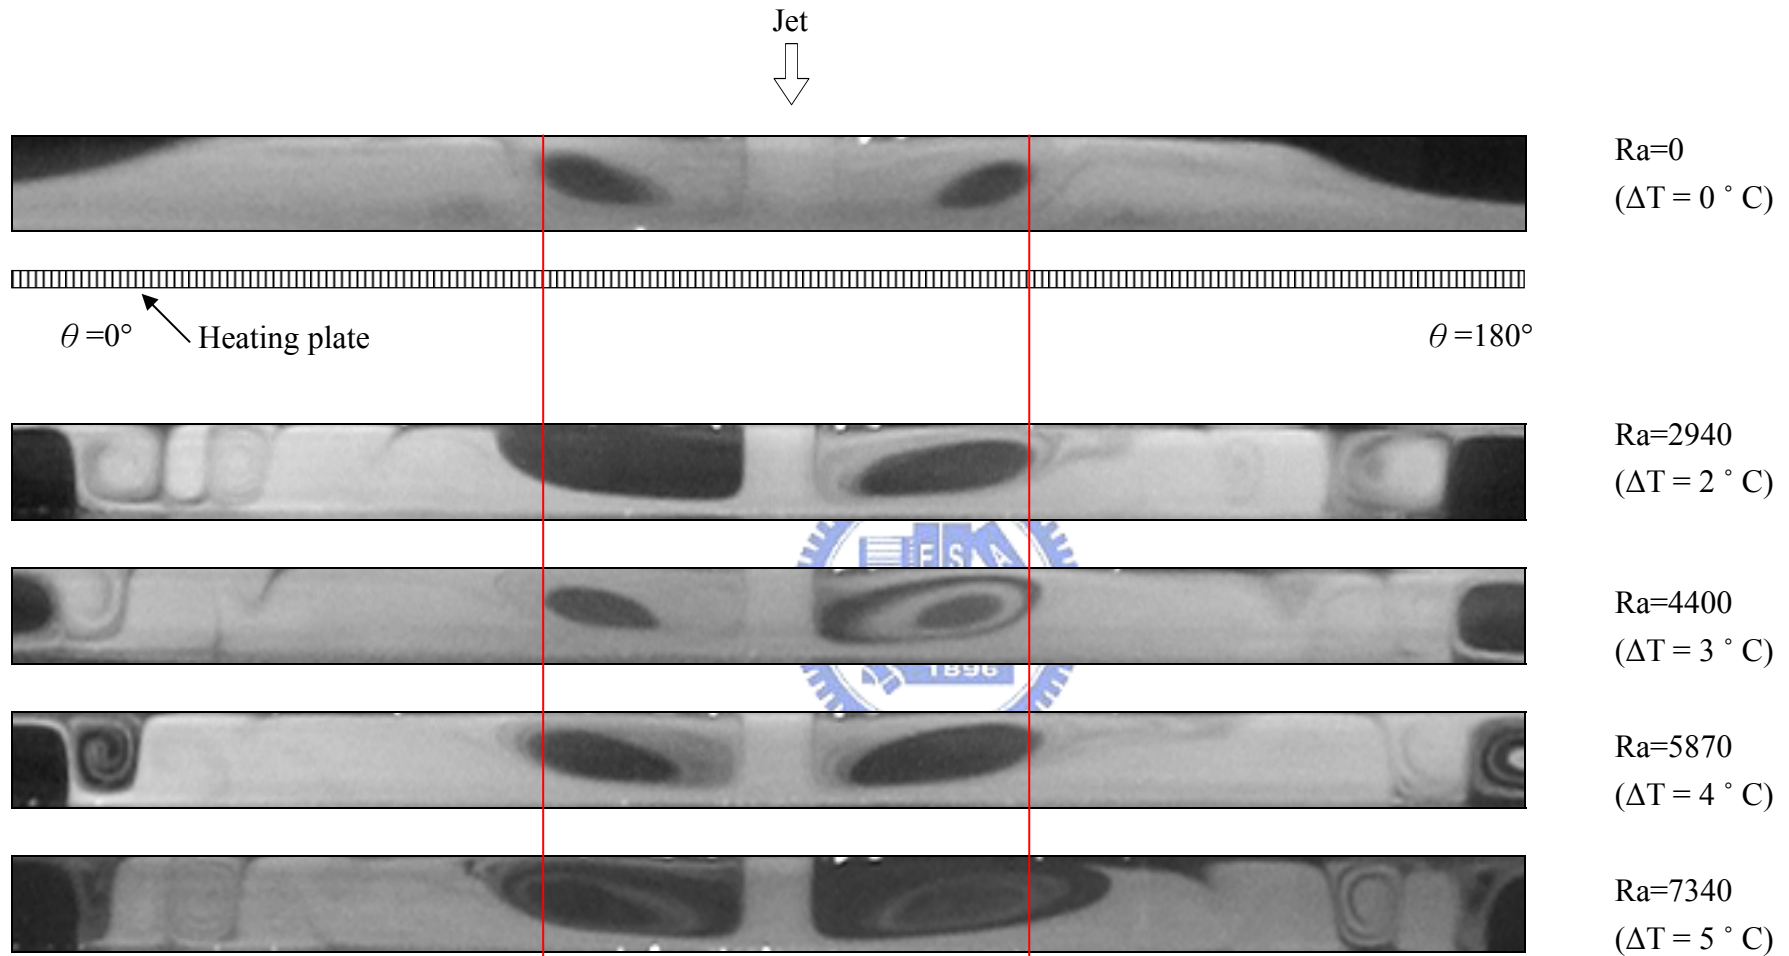 Jet
Ra=0
(ΔT = 0 ˚ C)
θ =0°
Heating plate
θ =180°
Ra=2940
(ΔT = 2 ˚ C)
E S A
Ra=4400
(ΔT = 3 ˚ C)
1896
Ra=5870
(ΔT = 4 ˚ C)
Ra=7340
(ΔT = 5 ˚ C)